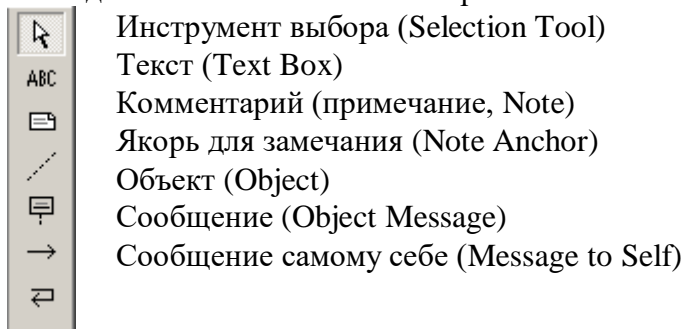 Инструмент выбора (Selection Tool)
ABC Текст (Text Box)
Комментарий (примечание, Note)
Якорь для замечания (Note Anchor)
Объект (Object)
Сообщение (Object Message)
Сообщение самому себе (Message to Self)